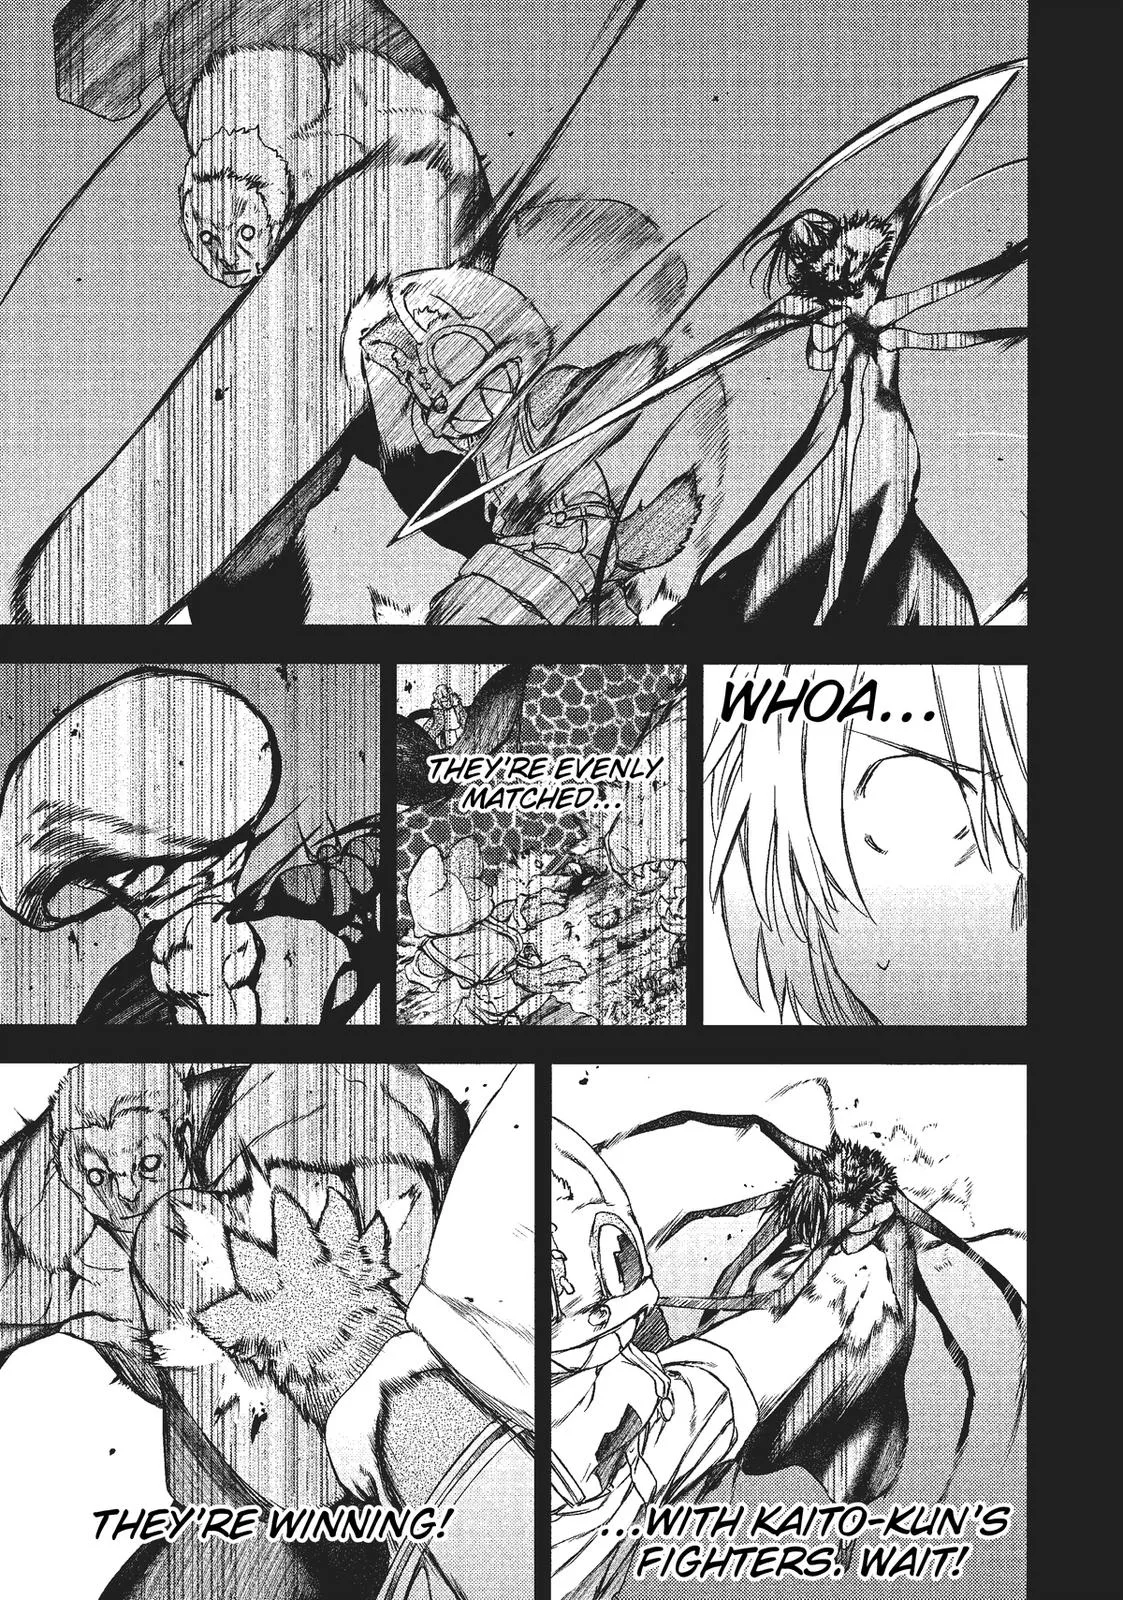 WHOA...
THEY'RE EVENLY
MATCHED...
...WITH KAITO-KUN'S
FIGHTERS. WAIT!
THEY'RE WINNING!